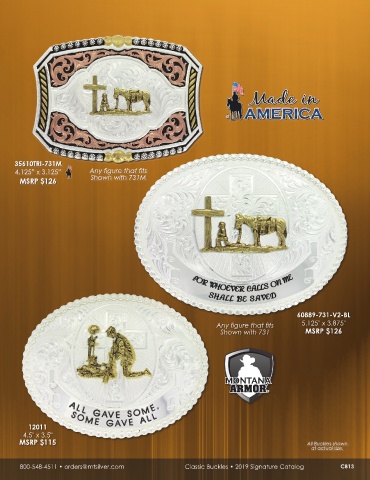 Made in
AMERICA
35610TRI-731M
4.125" x 3.125"
MSRP $126
Any figure that fits
Shown with 731M
FOR WHOEVER CALLS ON ME
SHALL BE SAVED
60889-731-V2-BL
5.125" x 3.875"
MSRP $126
Any figure that fits
Shown with 731
MONTANA
ARMOR
ALL GAVE SOME,
SOME GAVE ALL
12011
4.5" x 3.5"
MSRP $115
All Buckles shown
at actual size.
800-548-4511 • orders@mtsilver.com
Classic Buckles • 2019 Signature Catalog
CB13